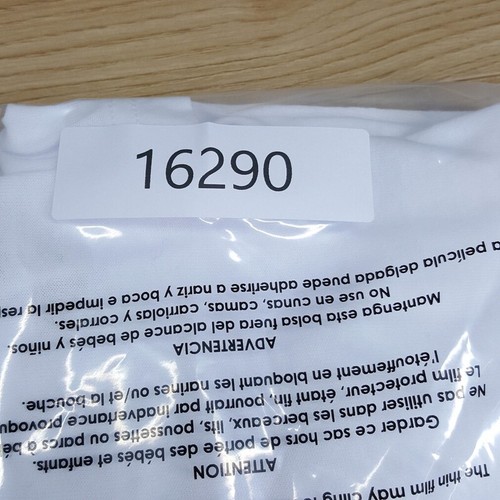 16290
The thin film may cling
ATTENTION
Garder ce sac hors de portée des bébés et enfants.
Ne pas utiliser dans les berceaux, lits, poussettes ou parcs à bé
Le film protecteur, étant fin, pourrait par inadvertance provoqu
l'étouffement en bloquant les narines ou/et la bouche.
ADVERTENCIA
Mantenga esta bolsa fuera del alcance de bebés y niños.
No use en cunas, camas, carriolas y corrales.
a película delgada puede adherirse a nariz y boca e impedir la resp